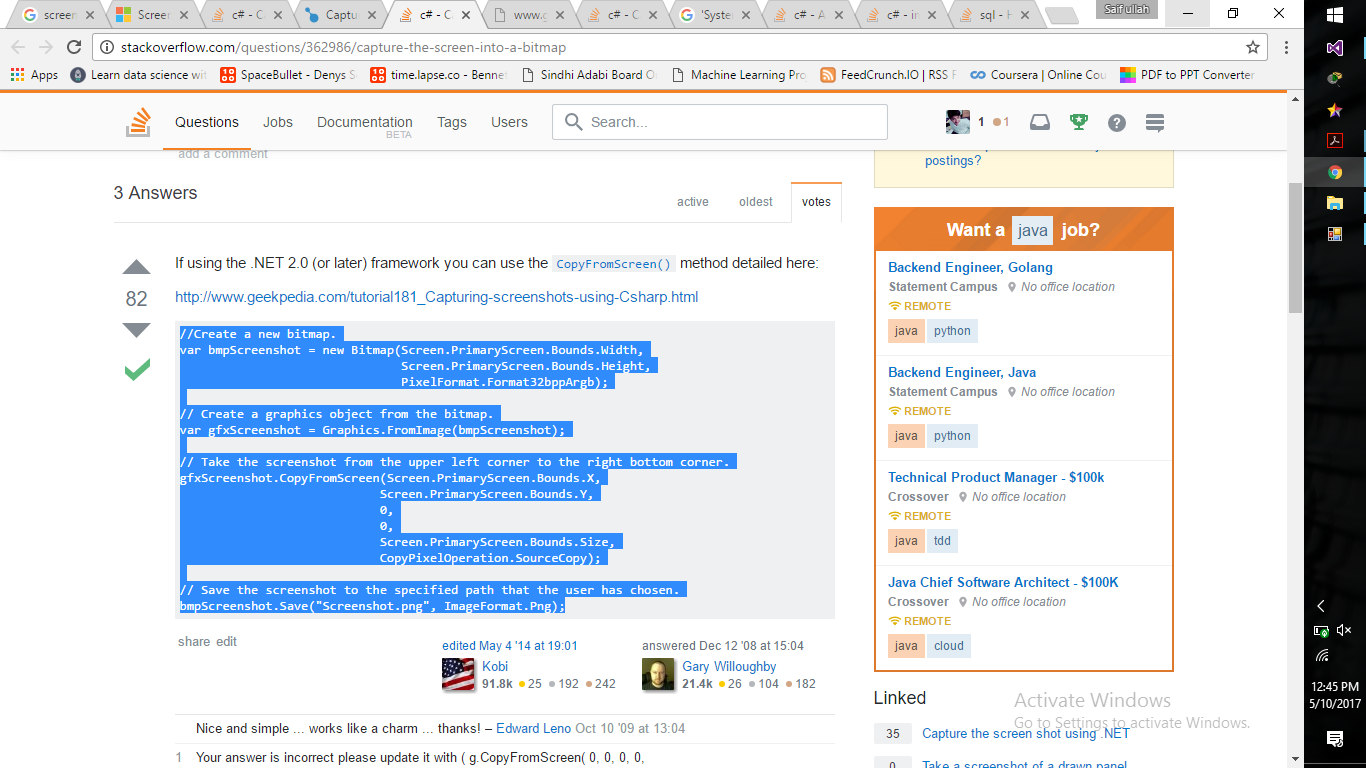 screen
Screen
c# - C
Captu
c# - Ca
www.g
c# - C
'System
c# - A
c# - in
sql - H
Saifullah
stackoverflow.com/questions/362986/capture-the-screen-into-a-bitmap
Apps
Learn data science wit
SpaceBullet - Denys S
time.lapse.co - Benne
Sindhi Adabi Board O
Machine Learning Pro
FeedCrunch.IO | RSS F
Coursera | Online Cou
PDF to PPT Converter
Questions
Jobs
Documentation
BETA
Tags
Users
Search...
1
1
add a comment
postings?
3 Answers
active
oldest
votes
If using the .NET 2.0 (or later) framework you can use the CopyFromScreen() method detailed here:
82
http://www.geekpedia.com/tutorial181_Capturing-screenshots-using-Csharp.html
//Create a new bitmap.
var bmpScreenshot = new Bitmap(Screen.PrimaryScreen.Bounds.Width,
Screen.PrimaryScreen.Bounds.Height,
PixelFormat.Format32bppArgb);
// Create a graphics object from the bitmap.
var gfxScreenshot = Graphics.FromImage(bmpScreenshot);
// Take the screenshot from the upper left corner to the right bottom corner.
gfxScreenshot.CopyFromScreen(Screen.PrimaryScreen.Bounds.X,
Screen.PrimaryScreen.Bounds.Y,
0,
0,
Screen.PrimaryScreen.Bounds.Size,
CopyPixelOperation.SourceCopy);
// Save the screenshot to the specified path that the user has chosen.
bmpScreenshot.Save("Screenshot.png", ImageFormat.Png);
share edit
edited May 4 '14 at 19:01
Kobi
91.8k 25 192 242
answered Dec 12 '08 at 15:04
Gary Willoughby
21.4k 26 104 182
Nice and simple ... works like a charm ... thanks! – Edward Leno Oct 10 '09 at 13:04
1 Your answer is incorrect please update it with ( g.CopyFromScreen( 0, 0, 0, 0,
Want a java job?
Backend Engineer, Golang
Statement Campus No office location
REMOTE
java python
Backend Engineer, Java
Statement Campus No office location
REMOTE
java python
Technical Product Manager - $100k
Crossover No office location
REMOTE
java tdd
Java Chief Software Architect - $100K
Crossover No office location
REMOTE
java cloud
Linked
35 Capture the screen shot using .NET
0 Take a screenshot of a drawn panel
Activate Windows
Go to Settings to activate Windows.
12:45 PM
5/10/2017